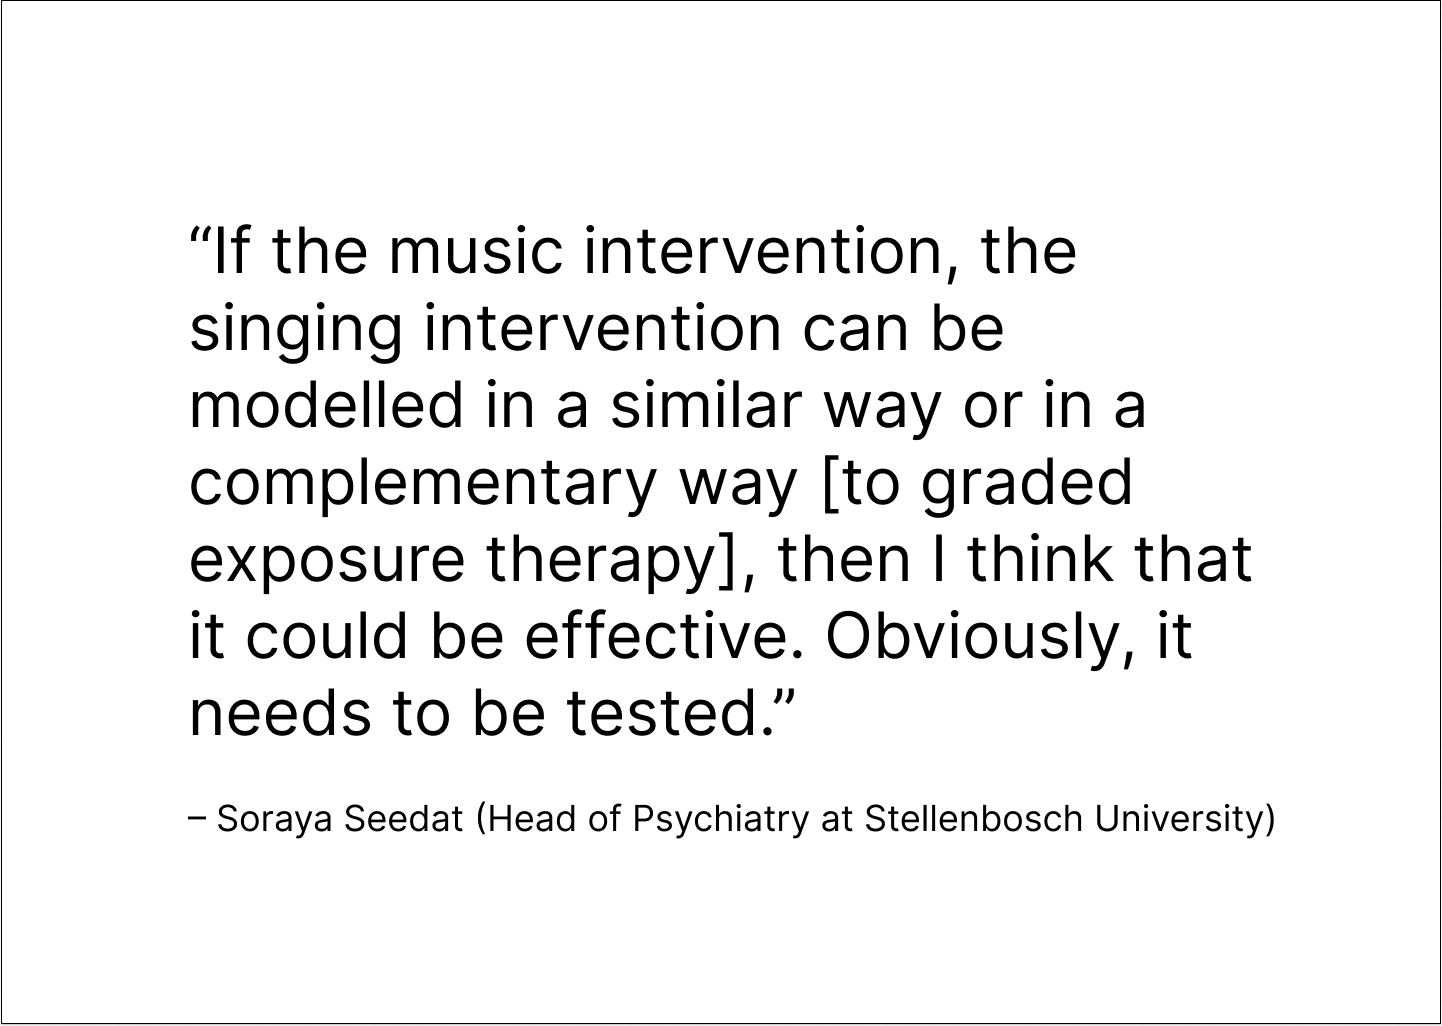 “If the music intervention, the
singing intervention can be
modelled in a similar way or in a
complementary way [to graded
exposure therapy], then I think that
it could be effective. Obviously, it
needs to be tested.”
– Soraya Seedat (Head of Psychiatry at Stellenbosch University)